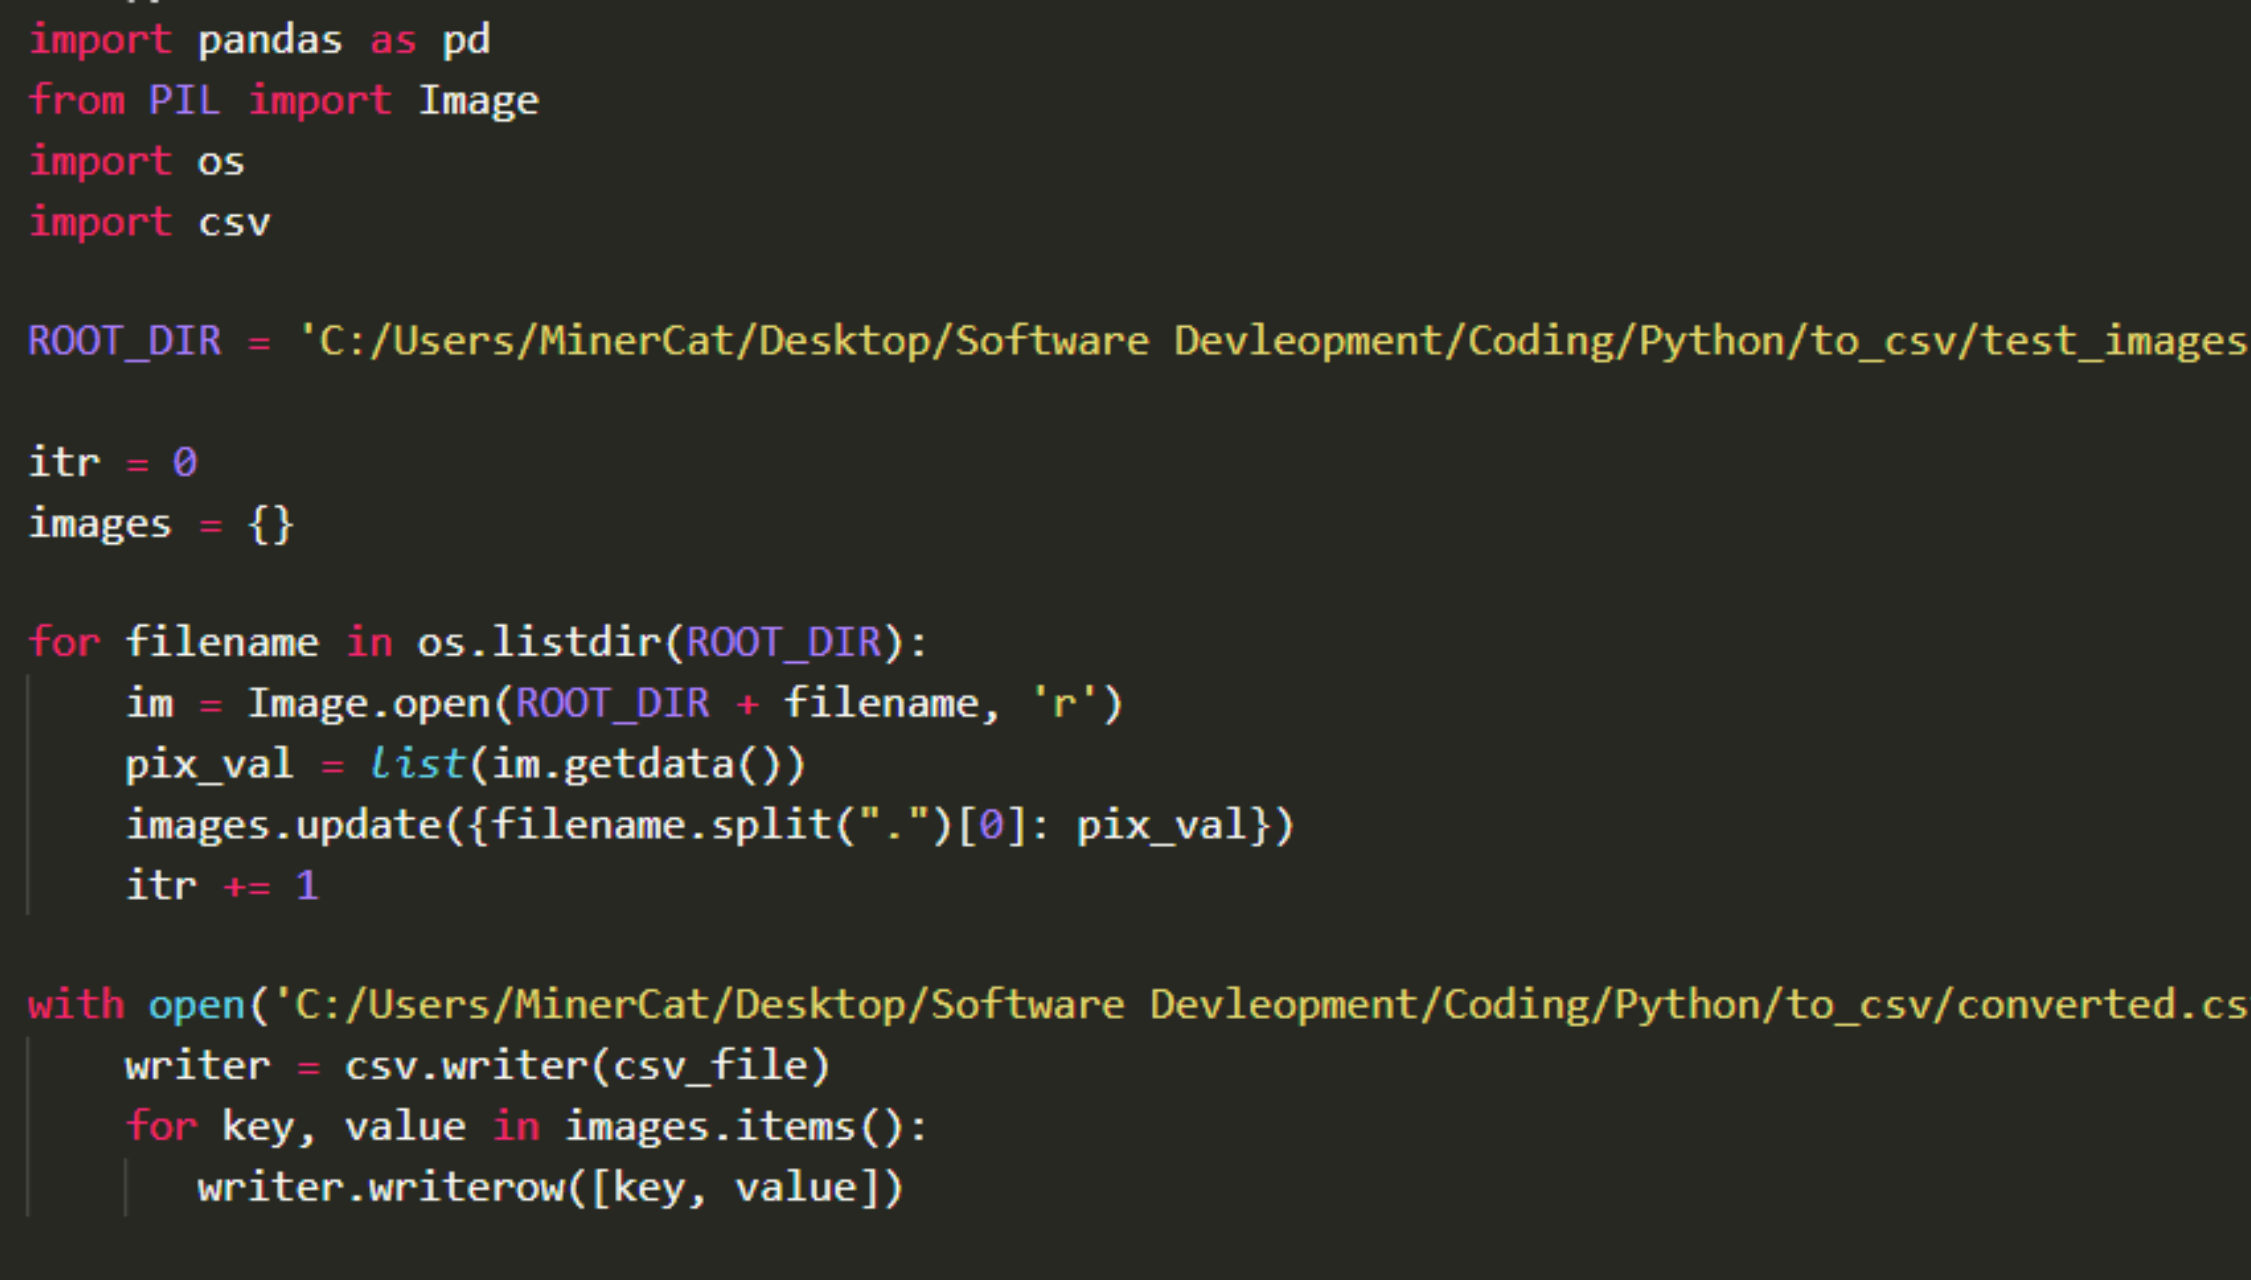 import pandas as pd
from PIL import Image
import os
import csv
ROOT_DIR = 'C:/Users/MinerCat/Desktop/Software Devleopment/Coding/Python/to_csv/test_images
itr = 0
images = {}
for filename in os.listdir(ROOT_DIR):
    im = Image.open(ROOT_DIR + filename, 'r')
    pix_val = list(im.getdata())
    images.update({filename.split(".")[0]: pix_val})
    itr += 1
with open('C:/Users/MinerCat/Desktop/Software Devleopment/Coding/Python/to_csv/converted.cs
    writer = csv.writer(csv_file)
    for key, value in images.items():
       writer.writerow([key, value])